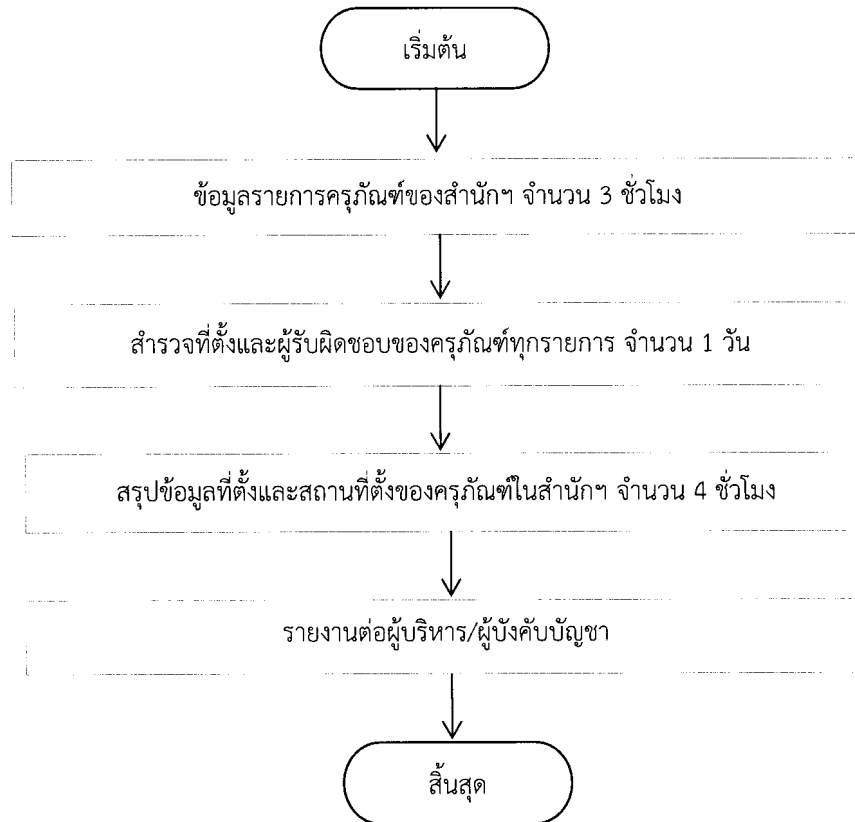 เริ่มต้น
ข้อมูลรายการครุภัณฑ์ของสำนักฯ จำนวน 3 ชั่วโมง
สำรวจที่ตั้งและผู้รับผิดชอบของครุภัณฑ์ทุกรายการ จำนวน 1 วัน
สรุปข้อมูลที่ตั้งและสถานที่ตั้งของครุภัณฑ์ในสำนักฯ จำนวน 4 ชั่วโมง
รายงานต่อผู้บริหาร/ผู้บังคับบัญชา
สิ้นสุด